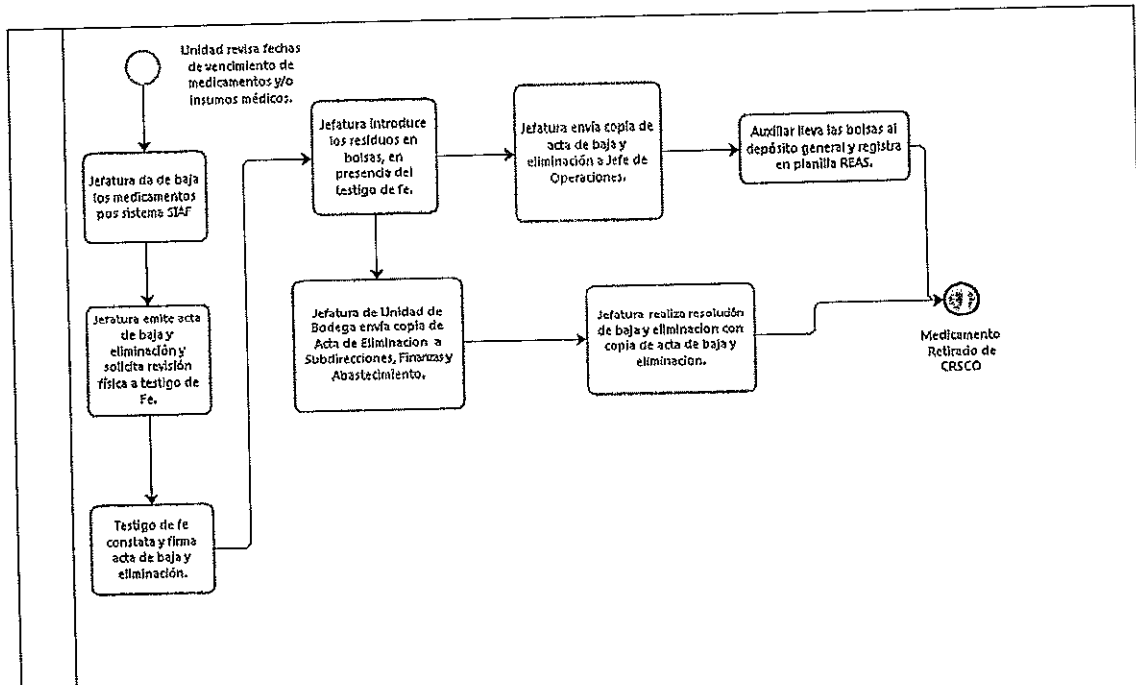 Unidad revisa fechas
de vencimiento de
medicamentos y/o
insumos médicos.
Jefatura da de baja
los medicamentos
pos sistema SIAF
Jefatura emite acta
de baja y
eliminación y
solicita revisión
física a testigo de
Fe.
Testigo de fe
constata y firma
acta de baja y
eliminación.
Jefatura introduce
los residuos en
bolsas, en
presencia del
testigo de fe.
Jefatura envía copia de
acta de baja y
eliminación a Jefe de
Operaciones.
Auxiliar lleva las bolsas al
depósito general y registra
en planilla REAS.
Jefatura de Unidad de
Bodega envía copia de
Acta de Eliminacion a
Subdirecciones, Finanzas y
Abastecimiento.
Jefatura realiza resolución
de baja y eliminacion con
copia de acta de baja y
eliminacion.
Medicamento
Retirado de
CRSCO